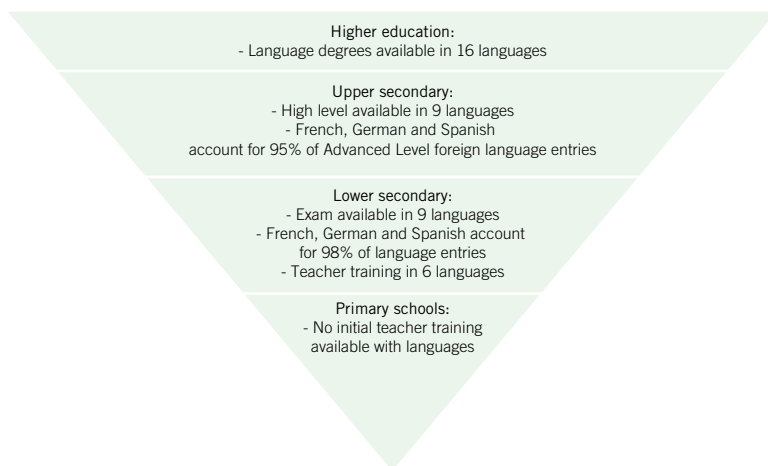 Higher education:
- Language degrees available in 16 languages
Upper secondary:
- High level available in 9 languages
- French, German and Spanish
account for 95% of Advanced Level foreign language entries
Lower secondary:
- Exam available in 9 languages
- French, German and Spanish account
for 98% of language entries
- Teacher training in 6 languages
Primary schools:
- No initial teacher training
available with languages